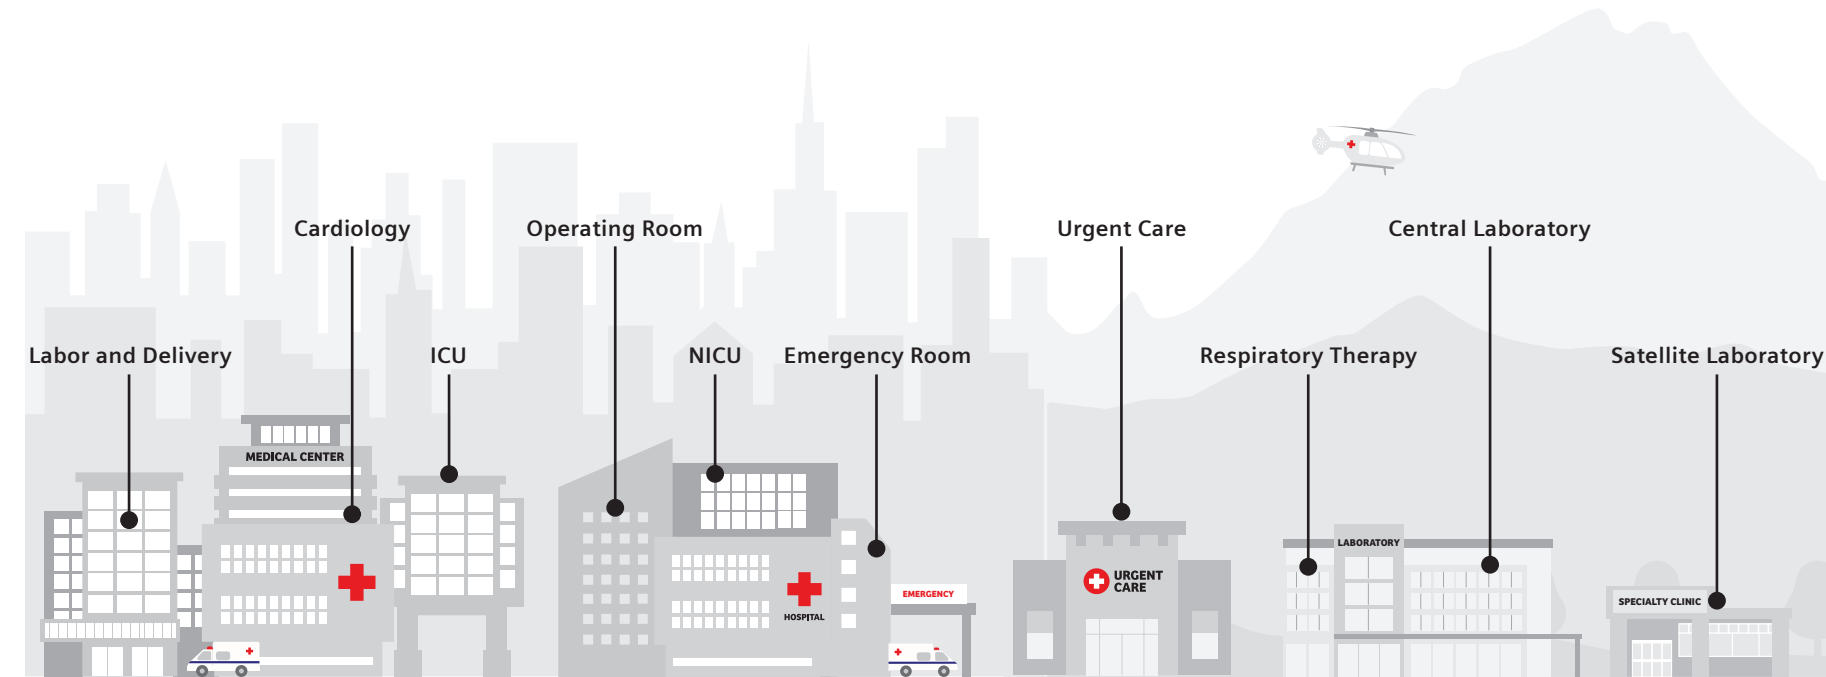 Cardiology
Operating Room
Urgent Care
Central Laboratory
Labor and Delivery
ICU
NICU
Emergency Room
Respiratory Therapy
Satellite Laboratory
MEDICAL CENTER
HOSPITAL
EMERGENCY
URGENT
CARE
LABORATORY
SPECIALTY CLINIC